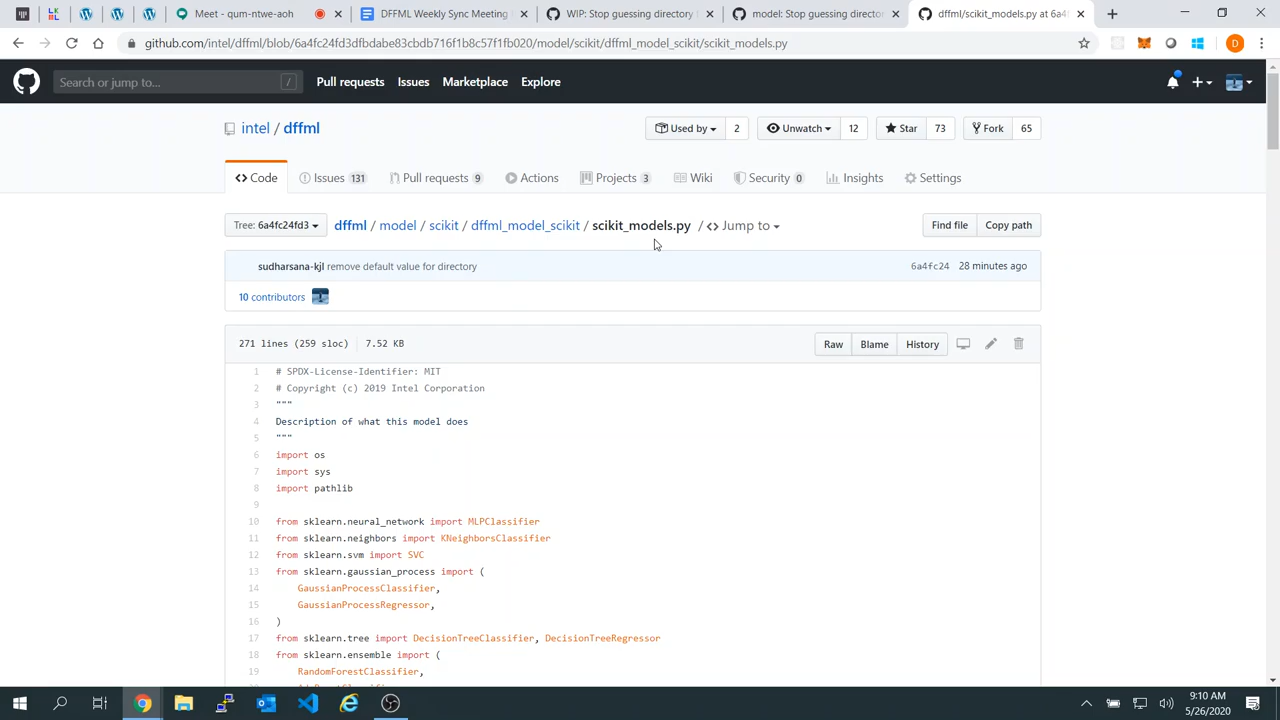 Meet - qum-ntwe-aoh
DFFML Weekly Sync Meeting
WIP: Stop guessing directory
model: Stop guessing directory
dffml/scikit_models.py at 6a4f
github.com/intel/dffml/blob/6a4fc24fd3dfbdabe83cbdb716f1b8c57f1fb020/model/scikit/dffml_model_scikit/scikit_models.py
D
Search or jump to...
/
Pull requests
Issues
Marketplace
Explore
intel / dffml
Used by 2
Unwatch 12
Star 73
Fork 65
Code
Issues 131
Pull requests 9
Actions
Projects 3
Wiki
Security 0
Insights
Settings
Tree: 6a4fc24fd3
dffml / model / scikit / dffml_model_scikit / scikit_models.py / <> Jump to
Find file
Copy path
sudharsana-kjl remove default value for directory
6a4fc24 28 minutes ago
10 contributors
271 lines (259 sloc) 7.52 KB
Raw
Blame
History
1 # SPDX-License-Identifier: MIT
2 # Copyright (c) 2019 Intel Corporation
3 """
4 Description of what this model does
5 """
6 import os
7 import sys
8 import pathlib
9
10 from sklearn.neural_network import MLPClassifier
11 from sklearn.neighbors import KNeighborsClassifier
12 from sklearn.svm import SVC
13 from sklearn.gaussian_process import (
14 GaussianProcessClassifier,
15 GaussianProcessRegressor,
16 )
17 from sklearn.tree import DecisionTreeClassifier, DecisionTreeRegressor
18 from sklearn.ensemble import (
19 RandomForestClassifier,
9:10 AM
5/26/2020